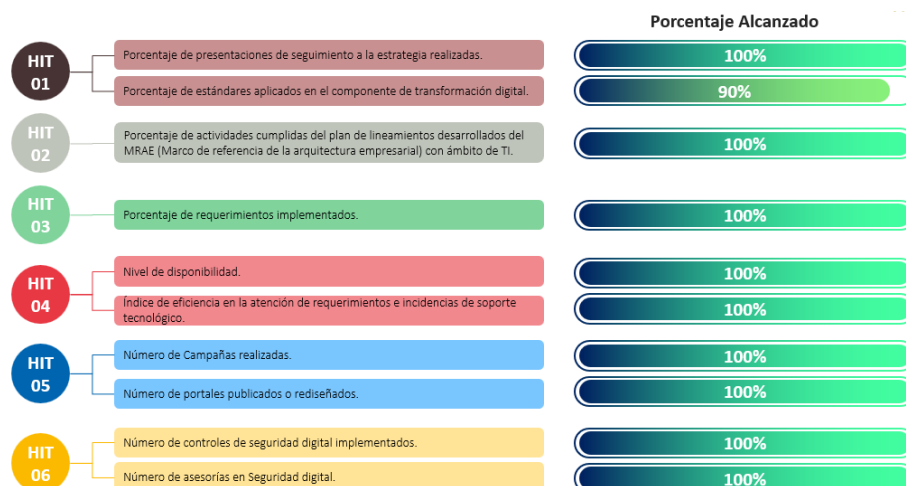 Porcentaje Alcanzado
HIT
01
Porcentaje de presentaciones de seguimiento a la estrategia realizadas.
100%
Porcentaje de estándares aplicados en el componente de transformación digital.
90%
HIT
02
Porcentaje de actividades cumplidas del plan de lineamientos desarrollados del
MRAE (Marco de referencia de la arquitectura empresarial) con ámbito de TI.
100%
HIT
03
Porcentaje de requerimientos implementados.
100%
HIT
04
Nivel de disponibilidad.
100%
Índice de eficiencia en la atención de requerimientos e incidencias de soporte
tecnológico.
100%
HIT
05
Número de Campañas realizadas.
100%
Número de portales publicados o rediseñados.
100%
HIT
06
Número de controles de seguridad digital implementados.
100%
Número de asesorías en Seguridad digital.
100%